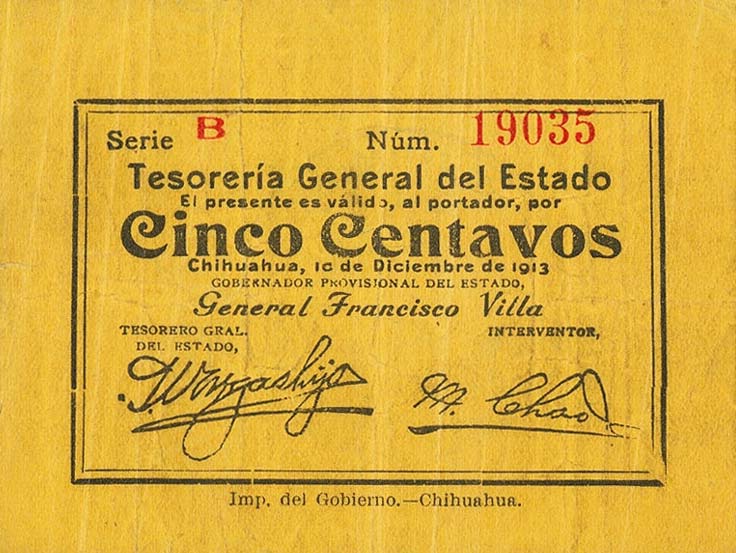 Serie B Núm. 19035
Tesorería General del Estado
El presente es válido, al portador, por
Cinco Centavos
Chihuahua, 10 de Diciembre de 1913
GOBERNADOR PROVISIONAL DEL ESTADO,
General Francisco Villa
TESORERO GRAL. INTERVENTOR,
DEL ESTADO,
M. Chao
Imp. del Gobierno.—Chihuahua.